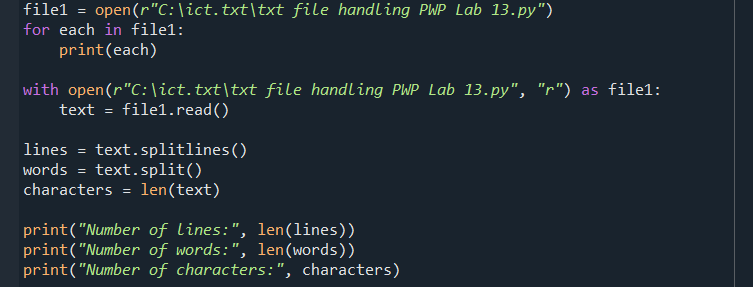 file1 = open(r"C:\ict.txt\txt file handling PWP Lab 13.py")
for each in file1:
    print(each)

with open(r"C:\ict.txt\txt file handling PWP Lab 13.py", "r") as file1:
    text = file1.read()

lines = text.splitlines()
words = text.split()
characters = len(text)

print("Number of lines:", len(lines))
print("Number of words:", len(words))
print("Number of characters:", characters)